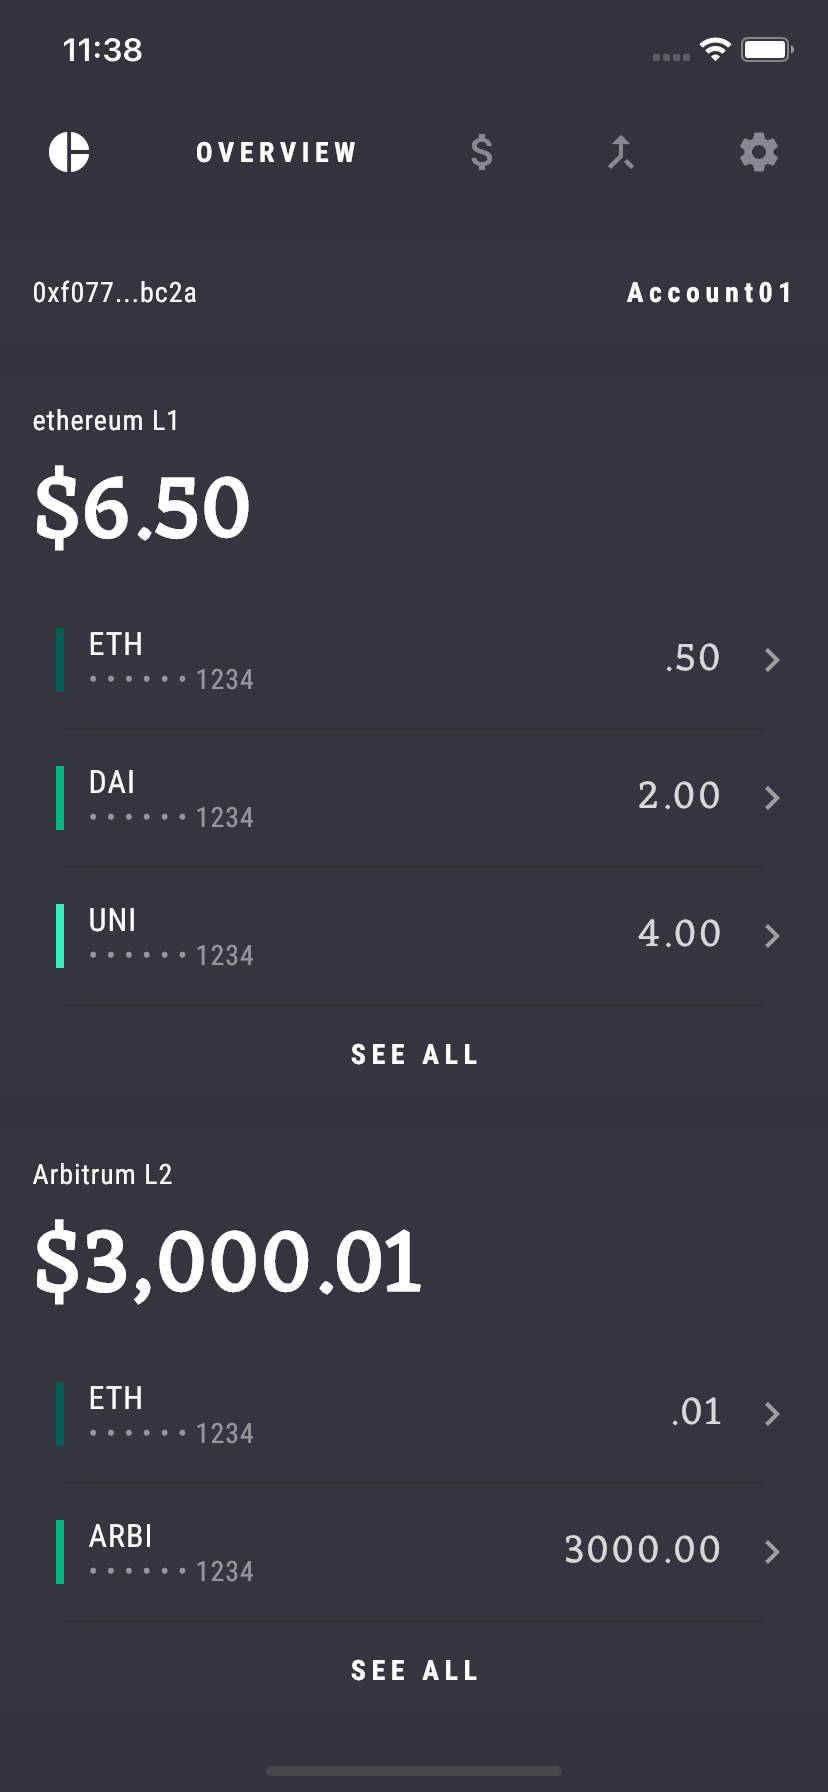 11:38
OVERVIEW
0xf077...bc2a
Account01
ethereum L1
$6.50
ETH
.50
• • • • • • 1234
DAI
2.00
• • • • • • 1234
UNI
4.00
• • • • • • 1234
SEE ALL
Arbitrum L2
$3,000.01
ETH
.01
• • • • • • 1234
ARBI
3000.00
• • • • • • 1234
SEE ALL